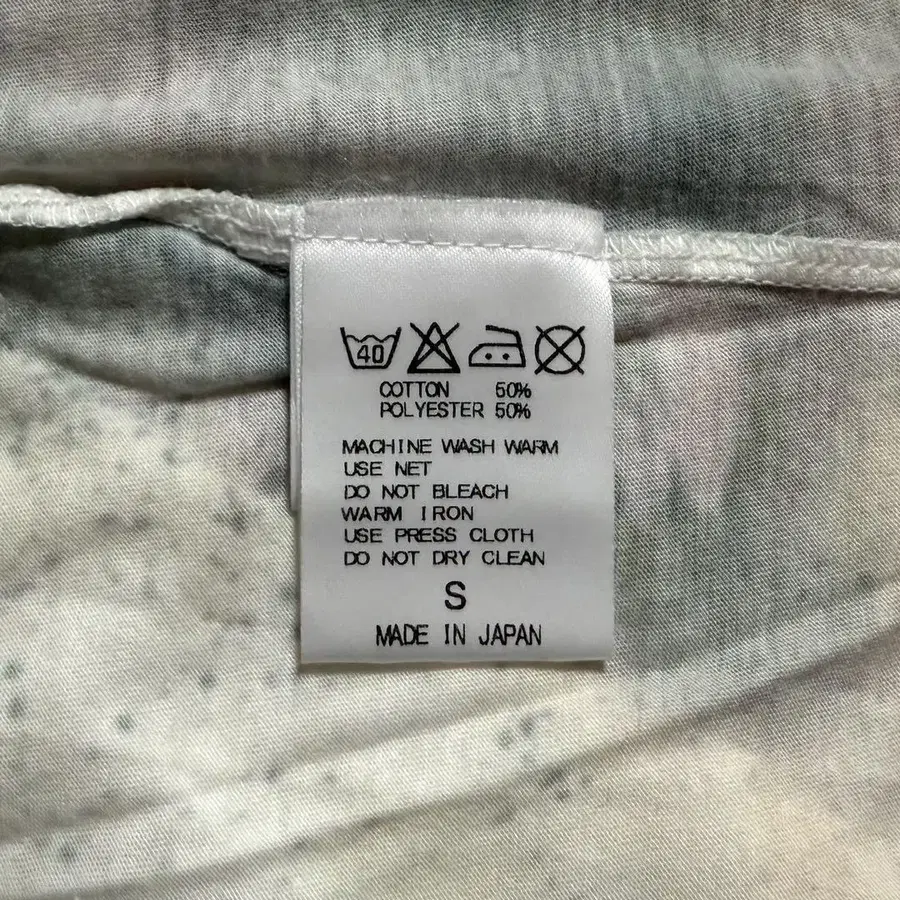 40
COTTON 50%
POLYESTER 50%
MACHINE WASH WARM
USE NET
DO NOT BLEACH
WARM IRON
USE PRESS CLOTH
DO NOT DRY CLEAN
S
MADE IN JAPAN